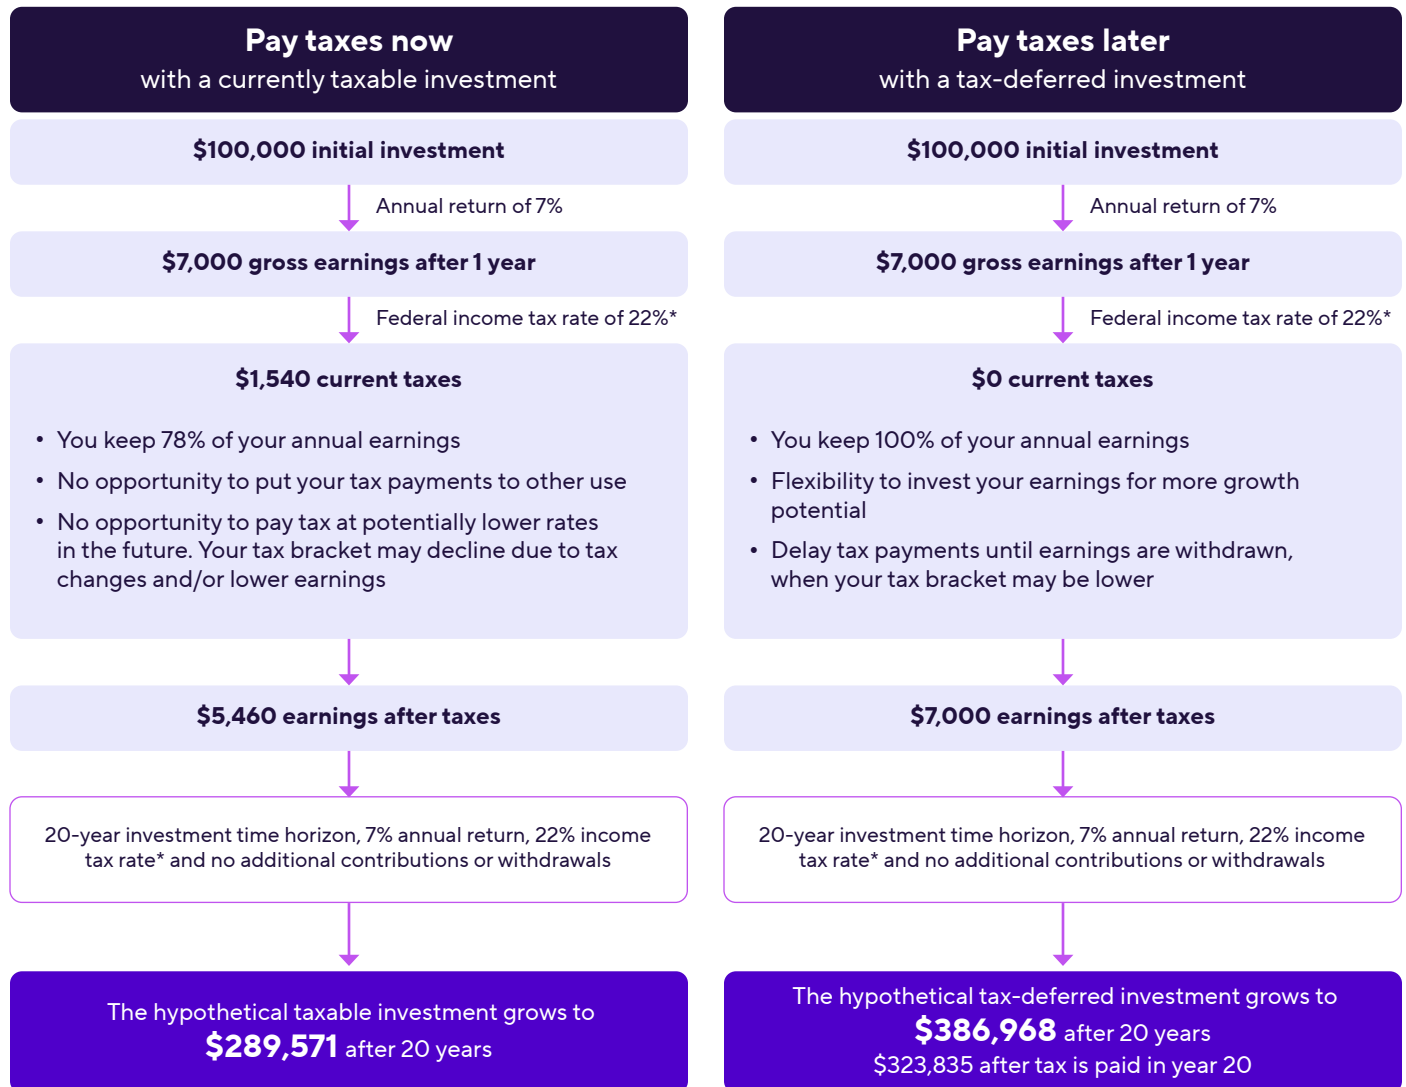 Pay taxes now
with a currently taxable investment
$100,000 initial investment
Annual return of 7%
$7,000 gross earnings after 1 year
Federal income tax rate of 22%*
$1,540 current taxes
• You keep 78% of your annual earnings
• No opportunity to put your tax payments to other use
• No opportunity to pay tax at potentially lower rates
in the future. Your tax bracket may decline due to tax
changes and/or lower earnings
$5,460 earnings after taxes
20-year investment time horizon, 7% annual return, 22% income
tax rate* and no additional contributions or withdrawals
The hypothetical taxable investment grows to
$289,571 after 20 years
Pay taxes later
with a tax-deferred investment
$100,000 initial investment
Annual return of 7%
$7,000 gross earnings after 1 year
Federal income tax rate of 22%*
$0 current taxes
• You keep 100% of your annual earnings
• Flexibility to invest your earnings for more growth
potential
• Delay tax payments until earnings are withdrawn,
when your tax bracket may be lower
$7,000 earnings after taxes
20-year investment time horizon, 7% annual return, 22% income
tax rate* and no additional contributions or withdrawals
The hypothetical tax-deferred investment grows to
$386,968 after 20 years
$323,835 after tax is paid in year 20